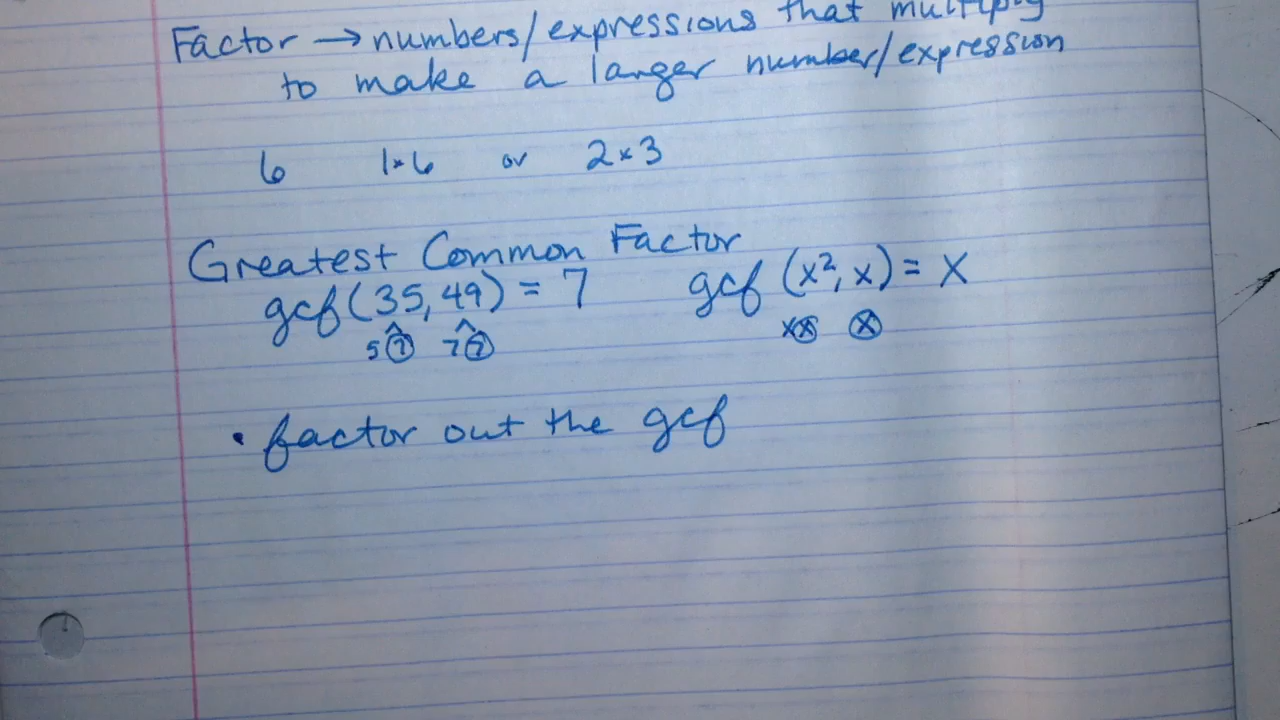 Factor → numbers/expressions that multiply
to make a larger number/expression
6 1×6 or 2×3
Greatest Common Factor
gcf(35, 49) = 7 gcf (x², x) = x
5 7 7 7 x x x
• factor out the gcf